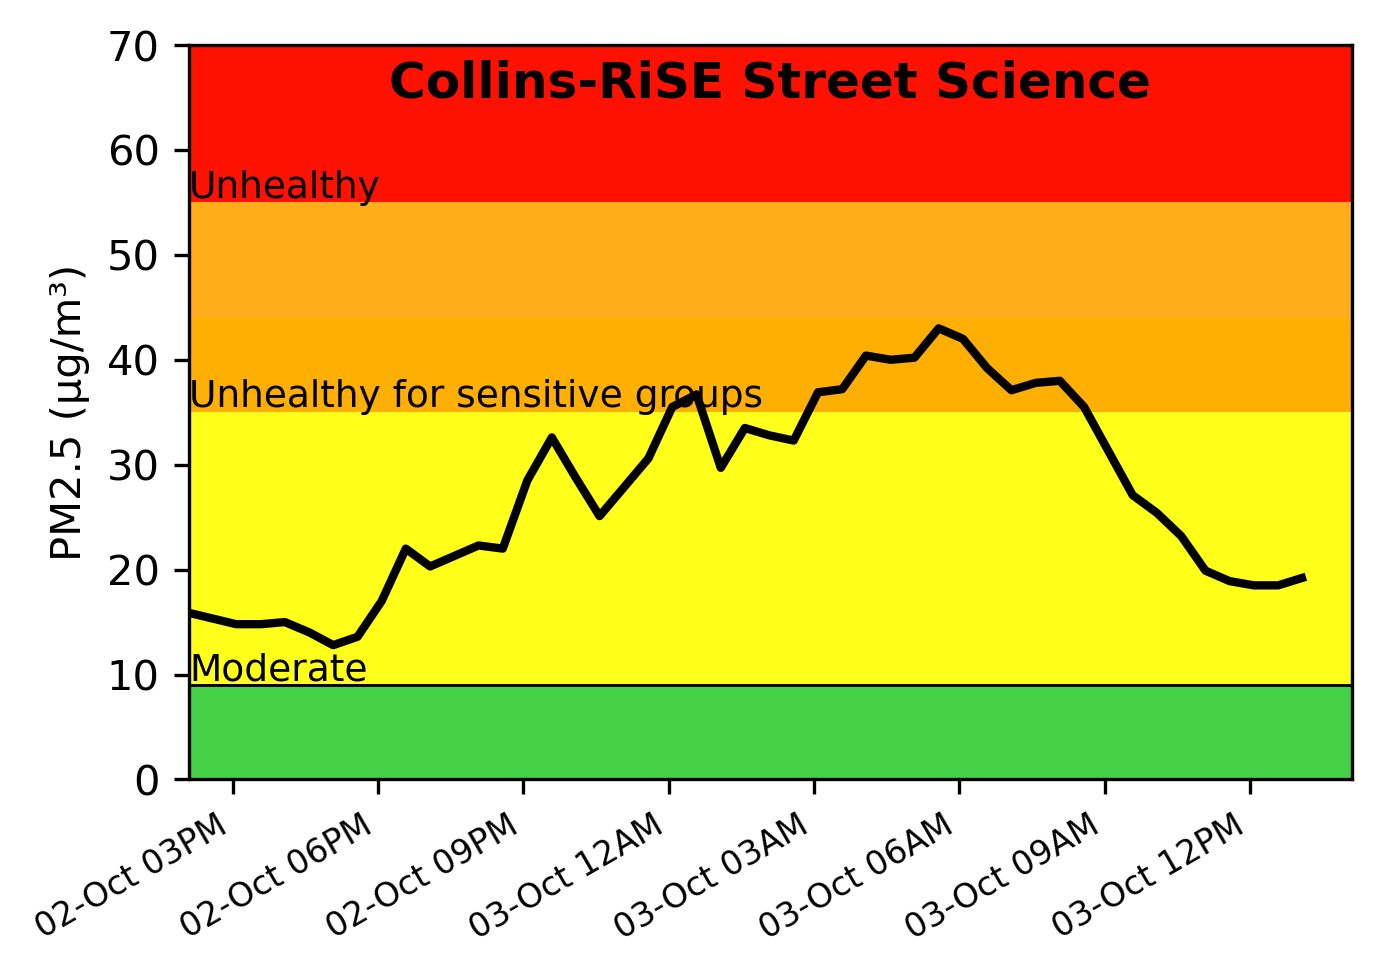 Collins-RiSE Street Science
70
60
Unhealthy
50
40
Unhealthy for sensitive groups
30
20
10
Moderate
0
PM2.5 (µg/m³)
02-Oct 03PM
02-Oct 06PM
02-Oct 09PM
03-Oct 12AM
03-Oct 03AM
03-Oct 06AM
03-Oct 09AM
03-Oct 12PM